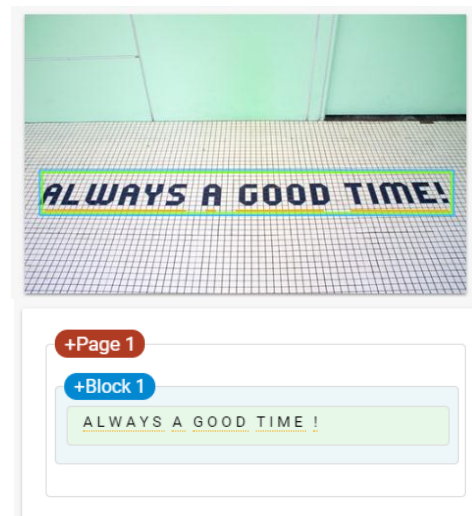 ALWAYS A GOOD TIME!
+Page 1
+Block 1
ALWAYS A GOOD TIME !